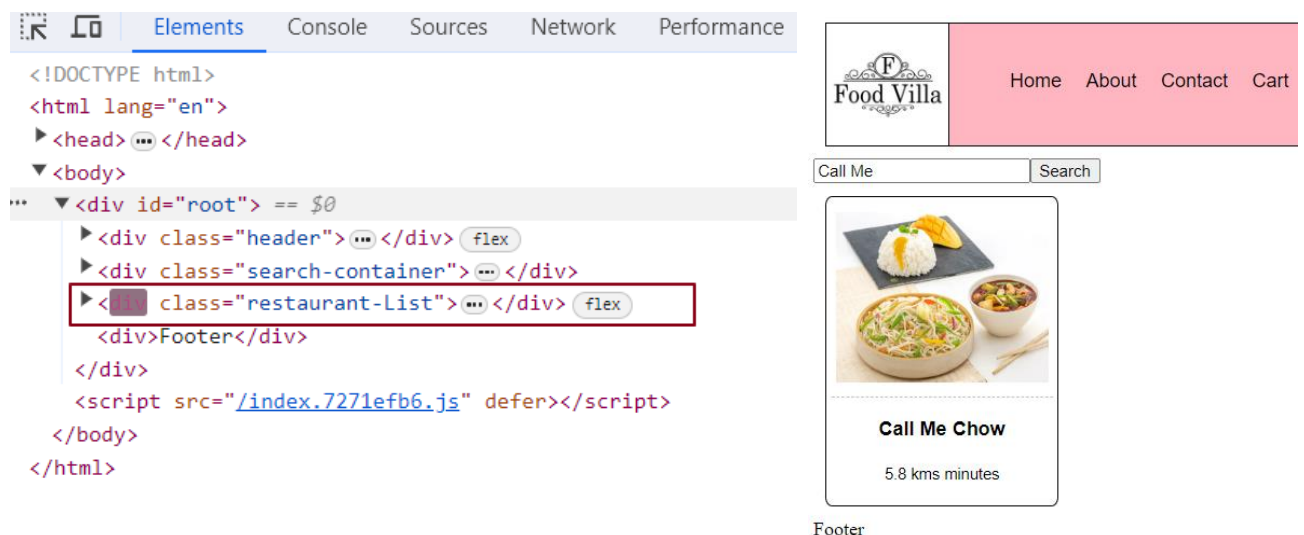 Elements Console Sources Network Performance
<!DOCTYPE html>
<html lang="en">
<head> ••• </head>
<body>
••• <div id="root"> == $0
<div class="header"> ••• </div> flex
<div class="search-container"> ••• </div>
<div class="restaurant-List"> ••• </div> flex
<div>Footer</div>
</div>
<script src="/index.7271efb6.js" defer></script>
</body>
</html>
F
Food Villa
Home About Contact Cart
Call Me Search
Call Me Chow
5.8 kms minutes
Footer